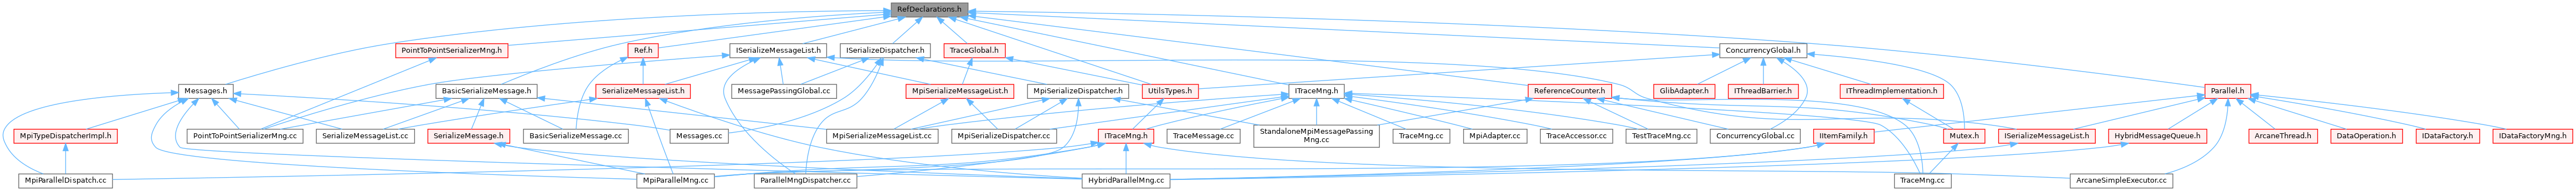 RefDeclarations.h
PointToPointSerializerMng.h
Ref.h
ISerializeMessageList.h
ISerializeDispatcher.h
TraceGlobal.h
ConcurrencyGlobal.h
Messages.h
BasicSerializeMessage.h
SerializeMessageList.h
MessagePassingGlobal.cc
MpiSerializeMessageList.h
MpiSerializeDispatcher.h
UtilsTypes.h
ITraceMng.h
ReferenceCounter.h
GlibAdapter.h
IThreadBarrier.h
IThreadImplementation.h
Parallel.h
MpiTypeDispatcherImpl.h
PointToPointSerializerMng.cc
SerializeMessageList.cc
SerializeMessage.h
BasicSerializeMessage.cc
Messages.cc
MpiSerializeMessageList.cc
MpiSerializeDispatcher.cc
ITraceMng.h
TraceMessage.cc
StandaloneMpiMessagePassing
Mng.cc
TraceMng.cc
MpiAdapter.cc
TraceAccessor.cc
TestTraceMng.cc
ConcurrencyGlobal.cc
IItemFamily.h
Mutex.h
ISerializeMessageList.h
HybridMessageQueue.h
ArcaneThread.h
DataOperation.h
IDataFactory.h
IDataFactoryMng.h
MpiParallelDispatch.cc
MpiParallelMng.cc
ParallelMngDispatcher.cc
HybridParallelMng.cc
TraceMng.cc
ArcaneSimpleExecutor.cc